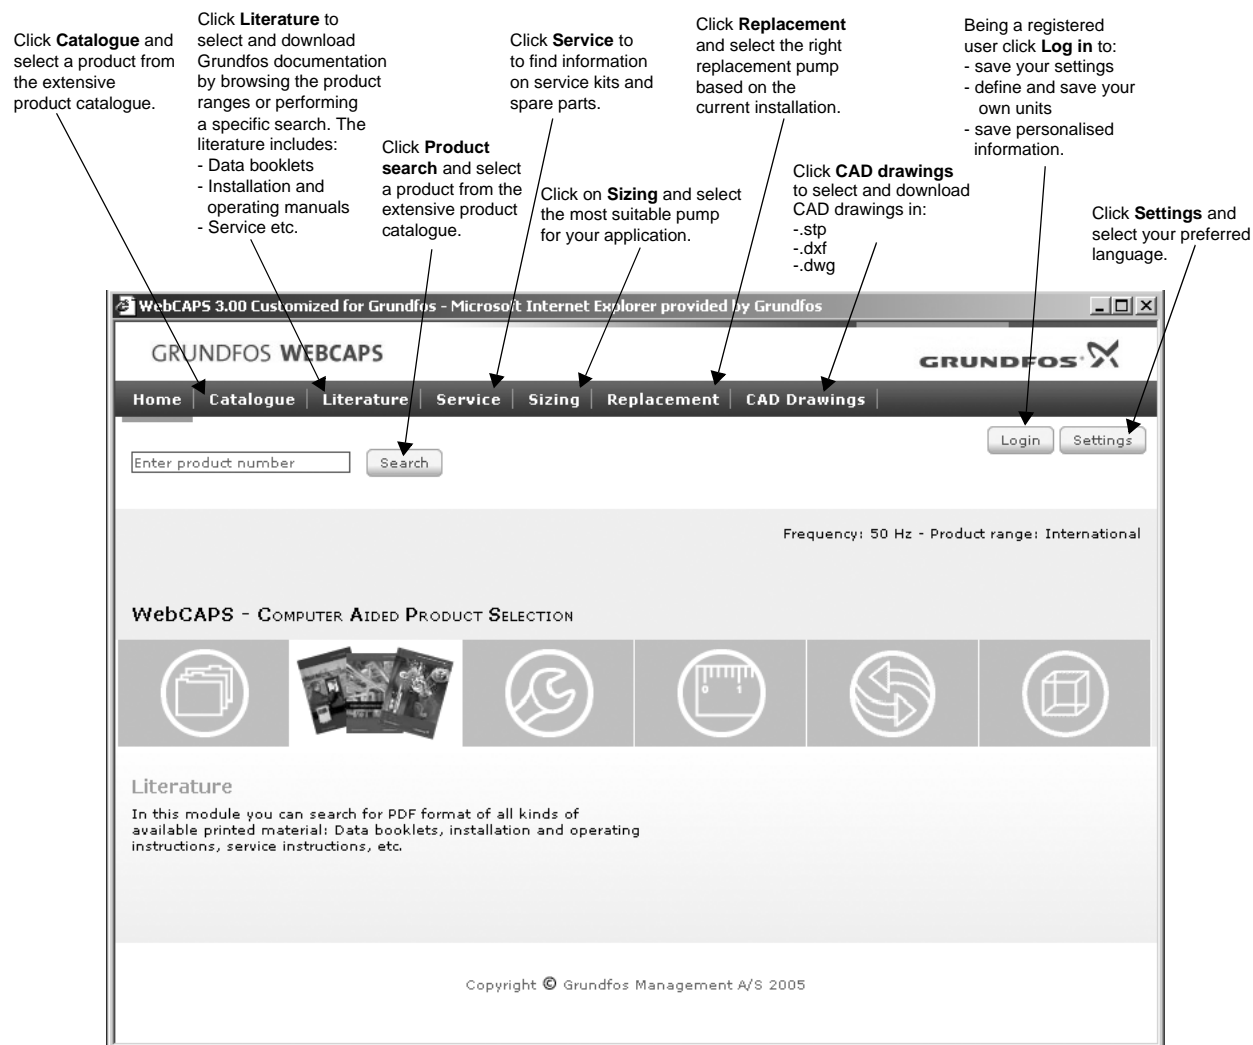 Click Catalogue and
select a product from
the extensive
product catalogue.
Click Literature to
select and download
Grundfos documentation
by browsing the product
ranges or performing
a specific search. The
literature includes:
- Data booklets
- Installation and
operating manuals
- Service etc.
Click Product
search and select
a product from the
extensive product
catalogue.
Click Service to
to find information
on service kits and
spare parts.
Click on Sizing and select
the most suitable pump
for your application.
Click Replacement
and select the right
replacement pump
based on the
current installation.
Click CAD drawings
to select and download
CAD drawings in:
-.stp
-.dxf
-.dwg
Being a registered
user click Log in to:
- save your settings
- define and save your
own units
- save personalised
information.
Click Settings and
select your preferred
language.
WebCAPS 3.00 Customized for Grundfos - Microsoft Internet Explorer provided by Grundfos
GRUNDFOS WEBCAPS
GRUNDFOS
Home Catalogue Literature Service Sizing Replacement CAD Drawings
Login Settings
Enter product number Search
Frequency: 50 Hz - Product range: International
WebCAPS - COMPUTER AIDED PRODUCT SELECTION
0 1
Literature
In this module you can search for PDF format of all kinds of
available printed material: Data booklets, installation and operating
instructions, service instructions, etc.
Copyright © Grundfos Management A/S 2005